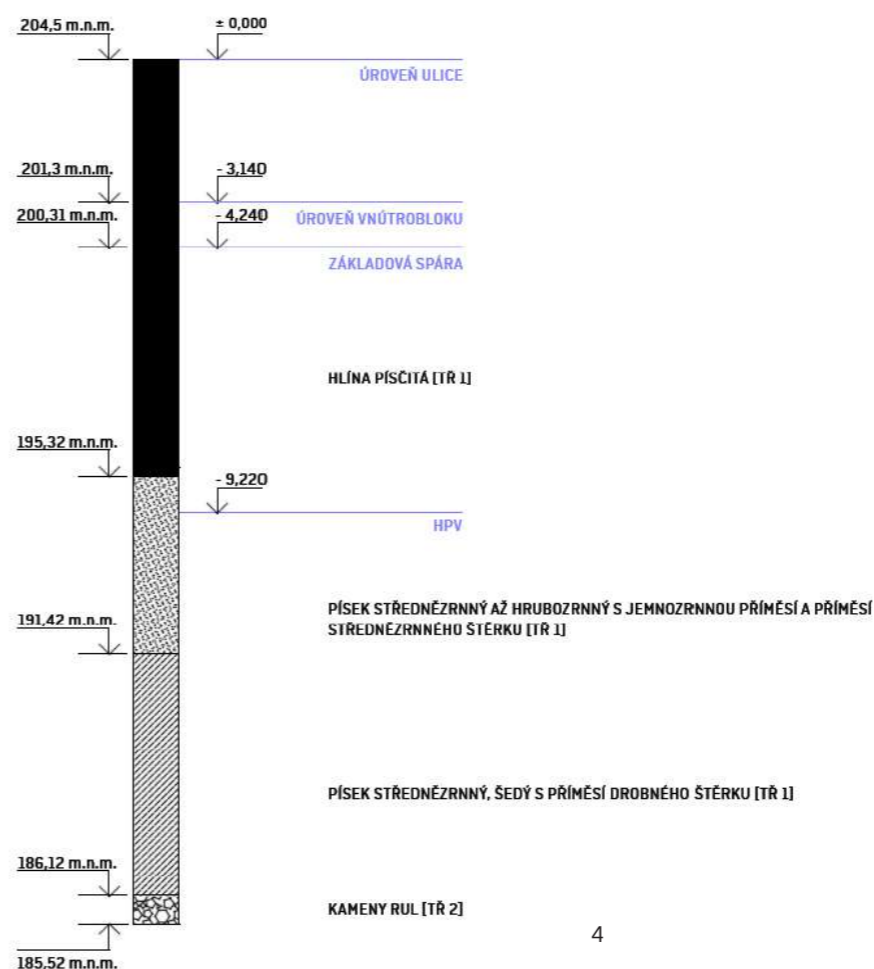 204,5 m.n.m.
± 0,000
ÚROVEŇ ULICE
201,3 m.n.m.
- 3,140
200,31 m.n.m.
- 4,240
ÚROVEŇ VNÚTROBLOKU
ZÁKLADOVÁ SPÁRA
HLÍNA PÍSČITÁ [TŘ 1]
195,32 m.n.m.
- 9,220
HPV
PÍSEK STŘEDNĚZRNNÝ AŽ HRUBOZRNNÝ S JEMNOZRNNOU PŘÍMĚSÍ A PŘÍMĚSÍ
STŘEDNĚZRNNÉHO ŠTĚRKU [TŘ 1]
191,42 m.n.m.
PÍSEK STŘEDNĚZRNNÝ, ŠEDÝ S PŘÍMĚSÍ DROBNÉHO ŠTĚRKU [TŘ 1]
186,12 m.n.m.
KAMENY RUL [TŘ 2]
4
185,52 m.n.m.